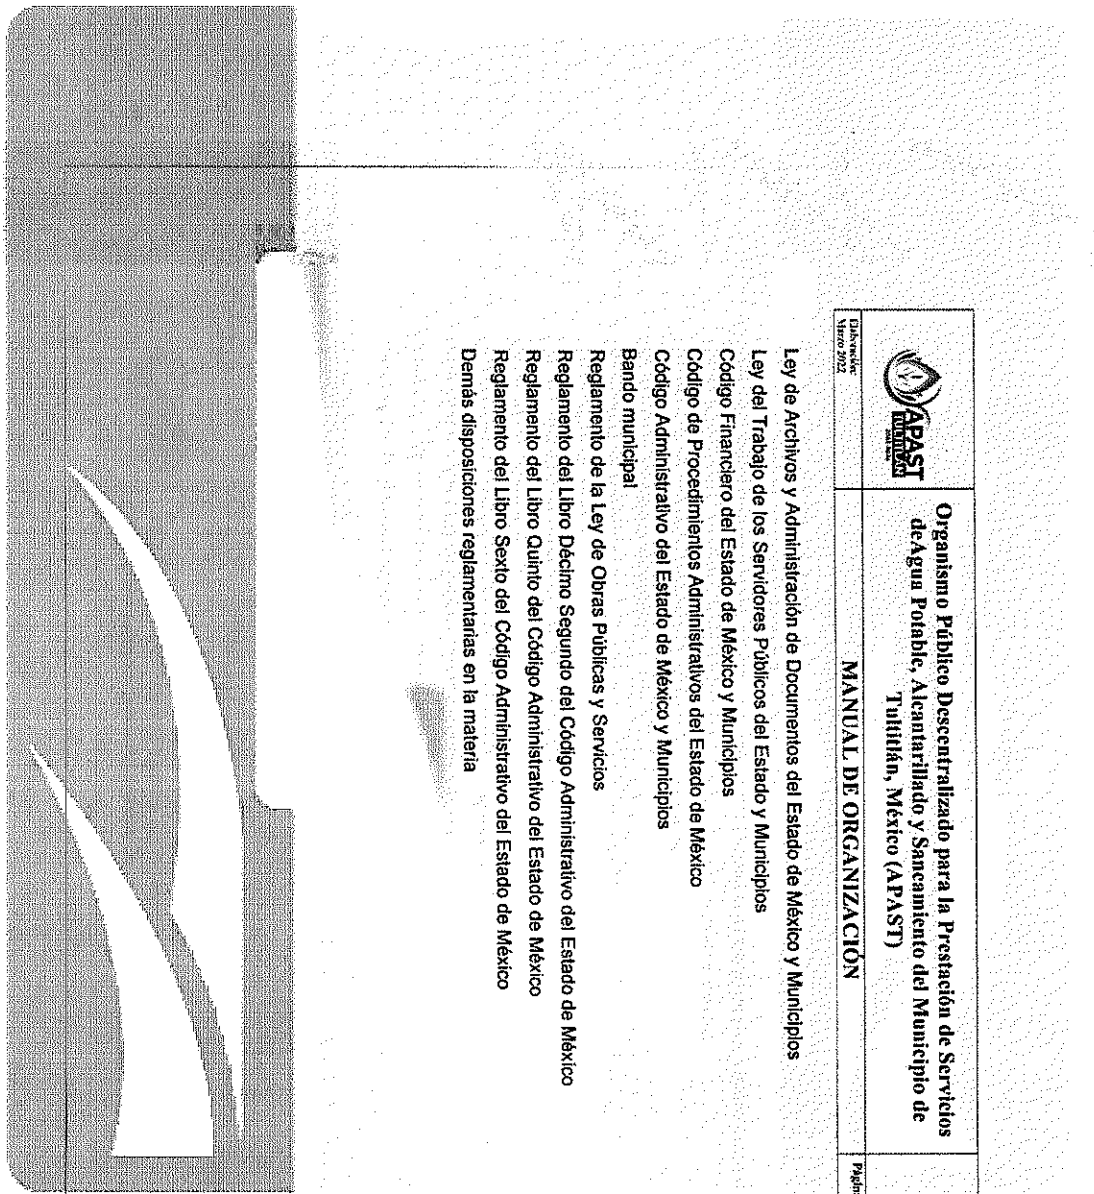 APAST
TULTITLÁN
Organismo Público Descentralizado para la Prestación de Servicios
deAgua Potable, Alcantarillado y Saneamiento del Municipio de
Tultitlán, México (APAST)
Elaboración:
Marzo 2022
MANUAL DE ORGANIZACIÓN
Ley de Archivos y Administración de Documentos del Estado de México y Municipios
Ley del Trabajo de los Servidores Públicos del Estado y Municipios
Código Financiero del Estado de México y Municipios
Código de Procedimientos Administrativos del Estado de México
Código Administrativo del Estado de México y Municipios
Bando municipal
Reglamento de la Ley de Obras Públicas y Servicios
Reglamento del Libro Décimo Segundo del Código Administrativo del Estado de México
Reglamento del Libro Quinto del Código Administrativo del Estado de México
Reglamento del Libro Sexto del Código Administrativo del Estado de México
Demás disposiciones reglamentarias en la materia